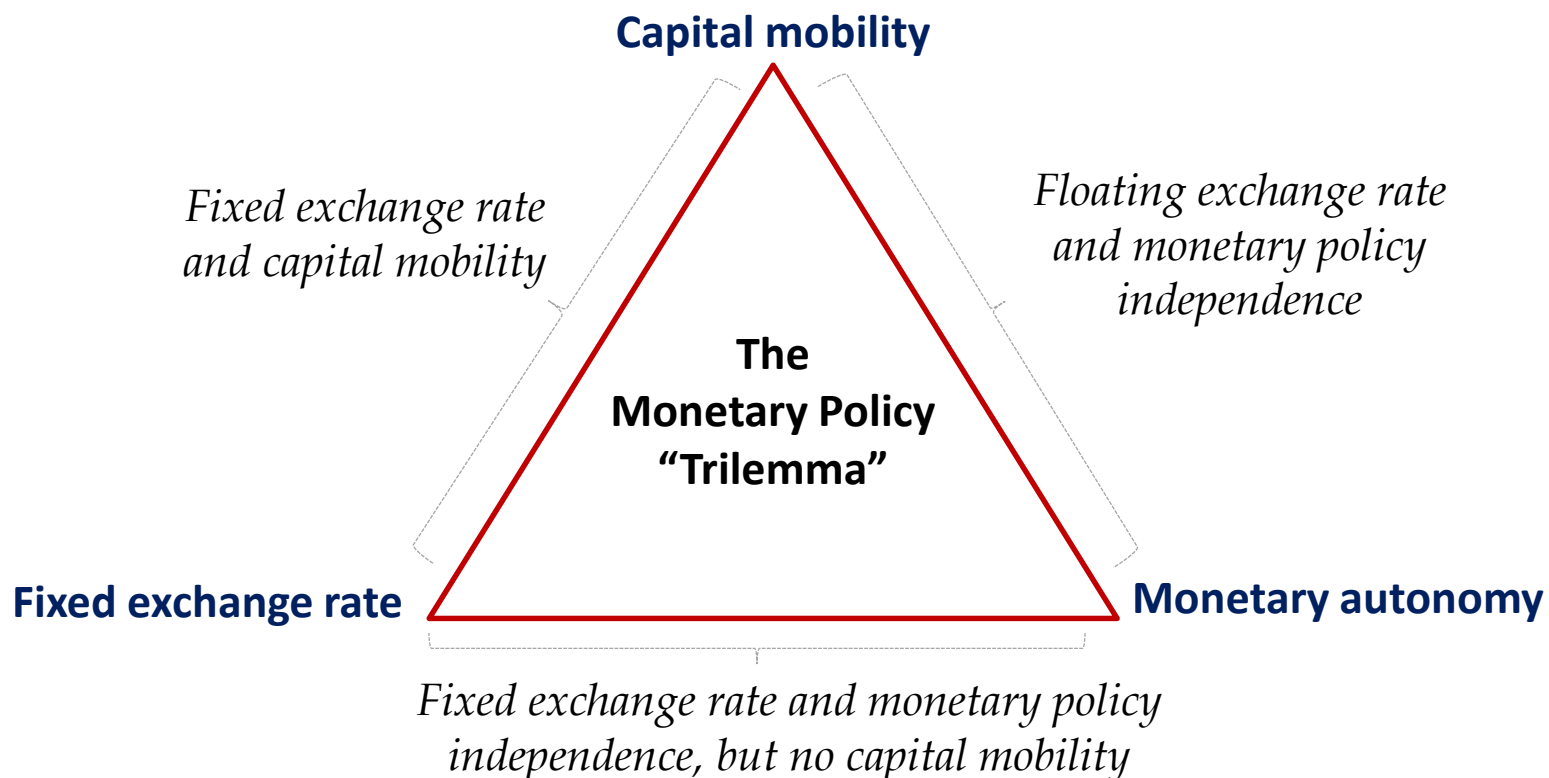 Capital mobility
Fixed exchange rate
and capital mobility
Floating exchange rate
and monetary policy
independence
The
Monetary Policy
“Trilemma”
Fixed exchange rate
Monetary autonomy
Fixed exchange rate and monetary policy
independence, but no capital mobility